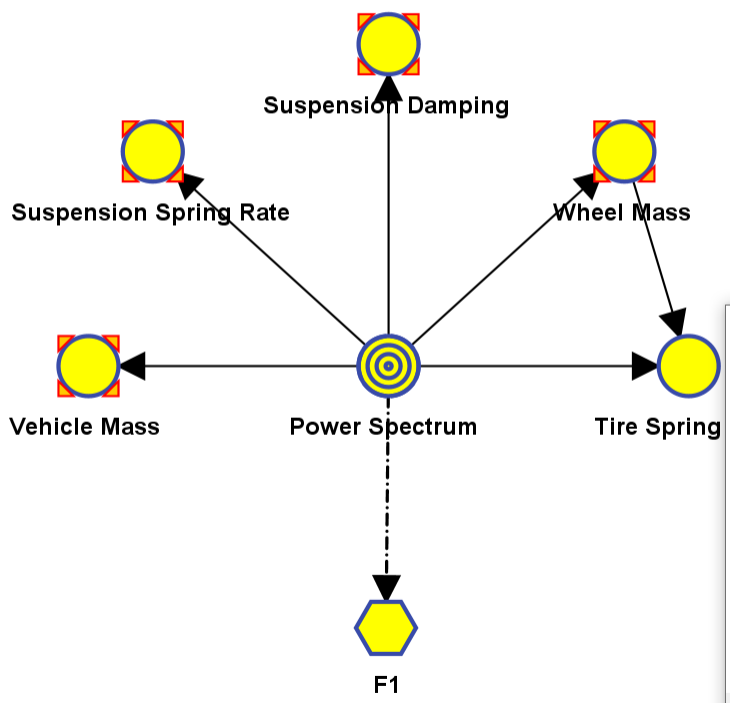 Suspension Damping
Suspension Spring Rate
Wheel Mass
Vehicle Mass
Power Spectrum
Tire Spring
F1